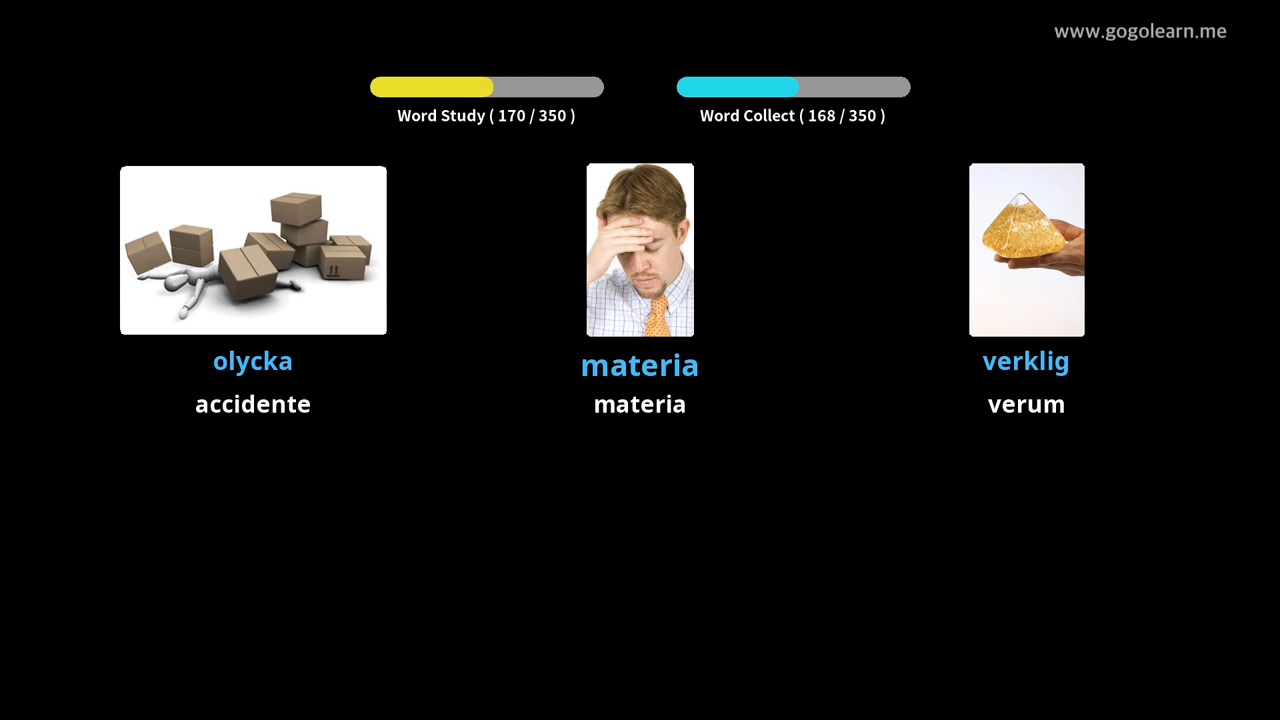 www.gogolearn.me
Word Study ( 170 / 350 )
Word Collect ( 168 / 350 )
olycka
materia
verklig
accidente
materia
verum